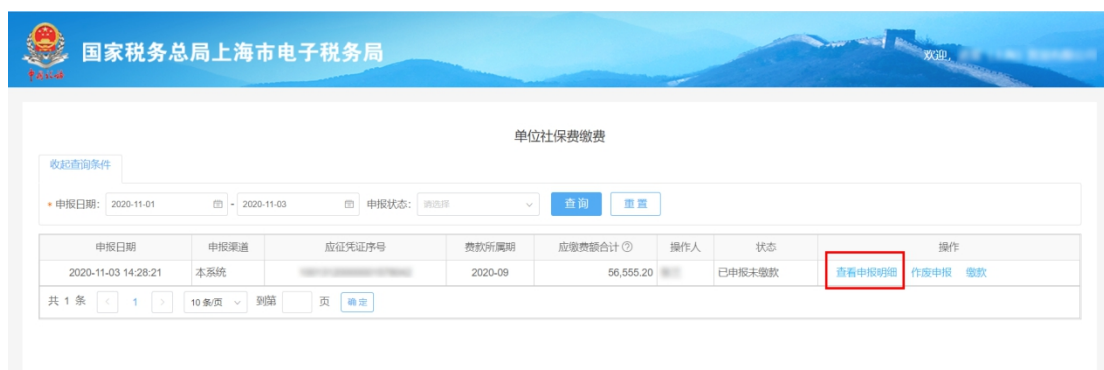 国家税务总局上海市电子税务局
欢迎,
中国税务
单位社保费缴费
收起查询条件
* 申报日期: 2020-11-01 - 2020-11-03 申报状态: 请选择 查询 重置
申报日期 申报渠道 应征凭证序号 费款所属期 应缴费额合计 操作人 状态 操作
2020-11-03 14:28:21 本系统 2020-09 56,555.20 已申报未缴款 查看申报明细 作废申报 缴款
共 1 条 < 1 > 10 条/页 到第 页 确定